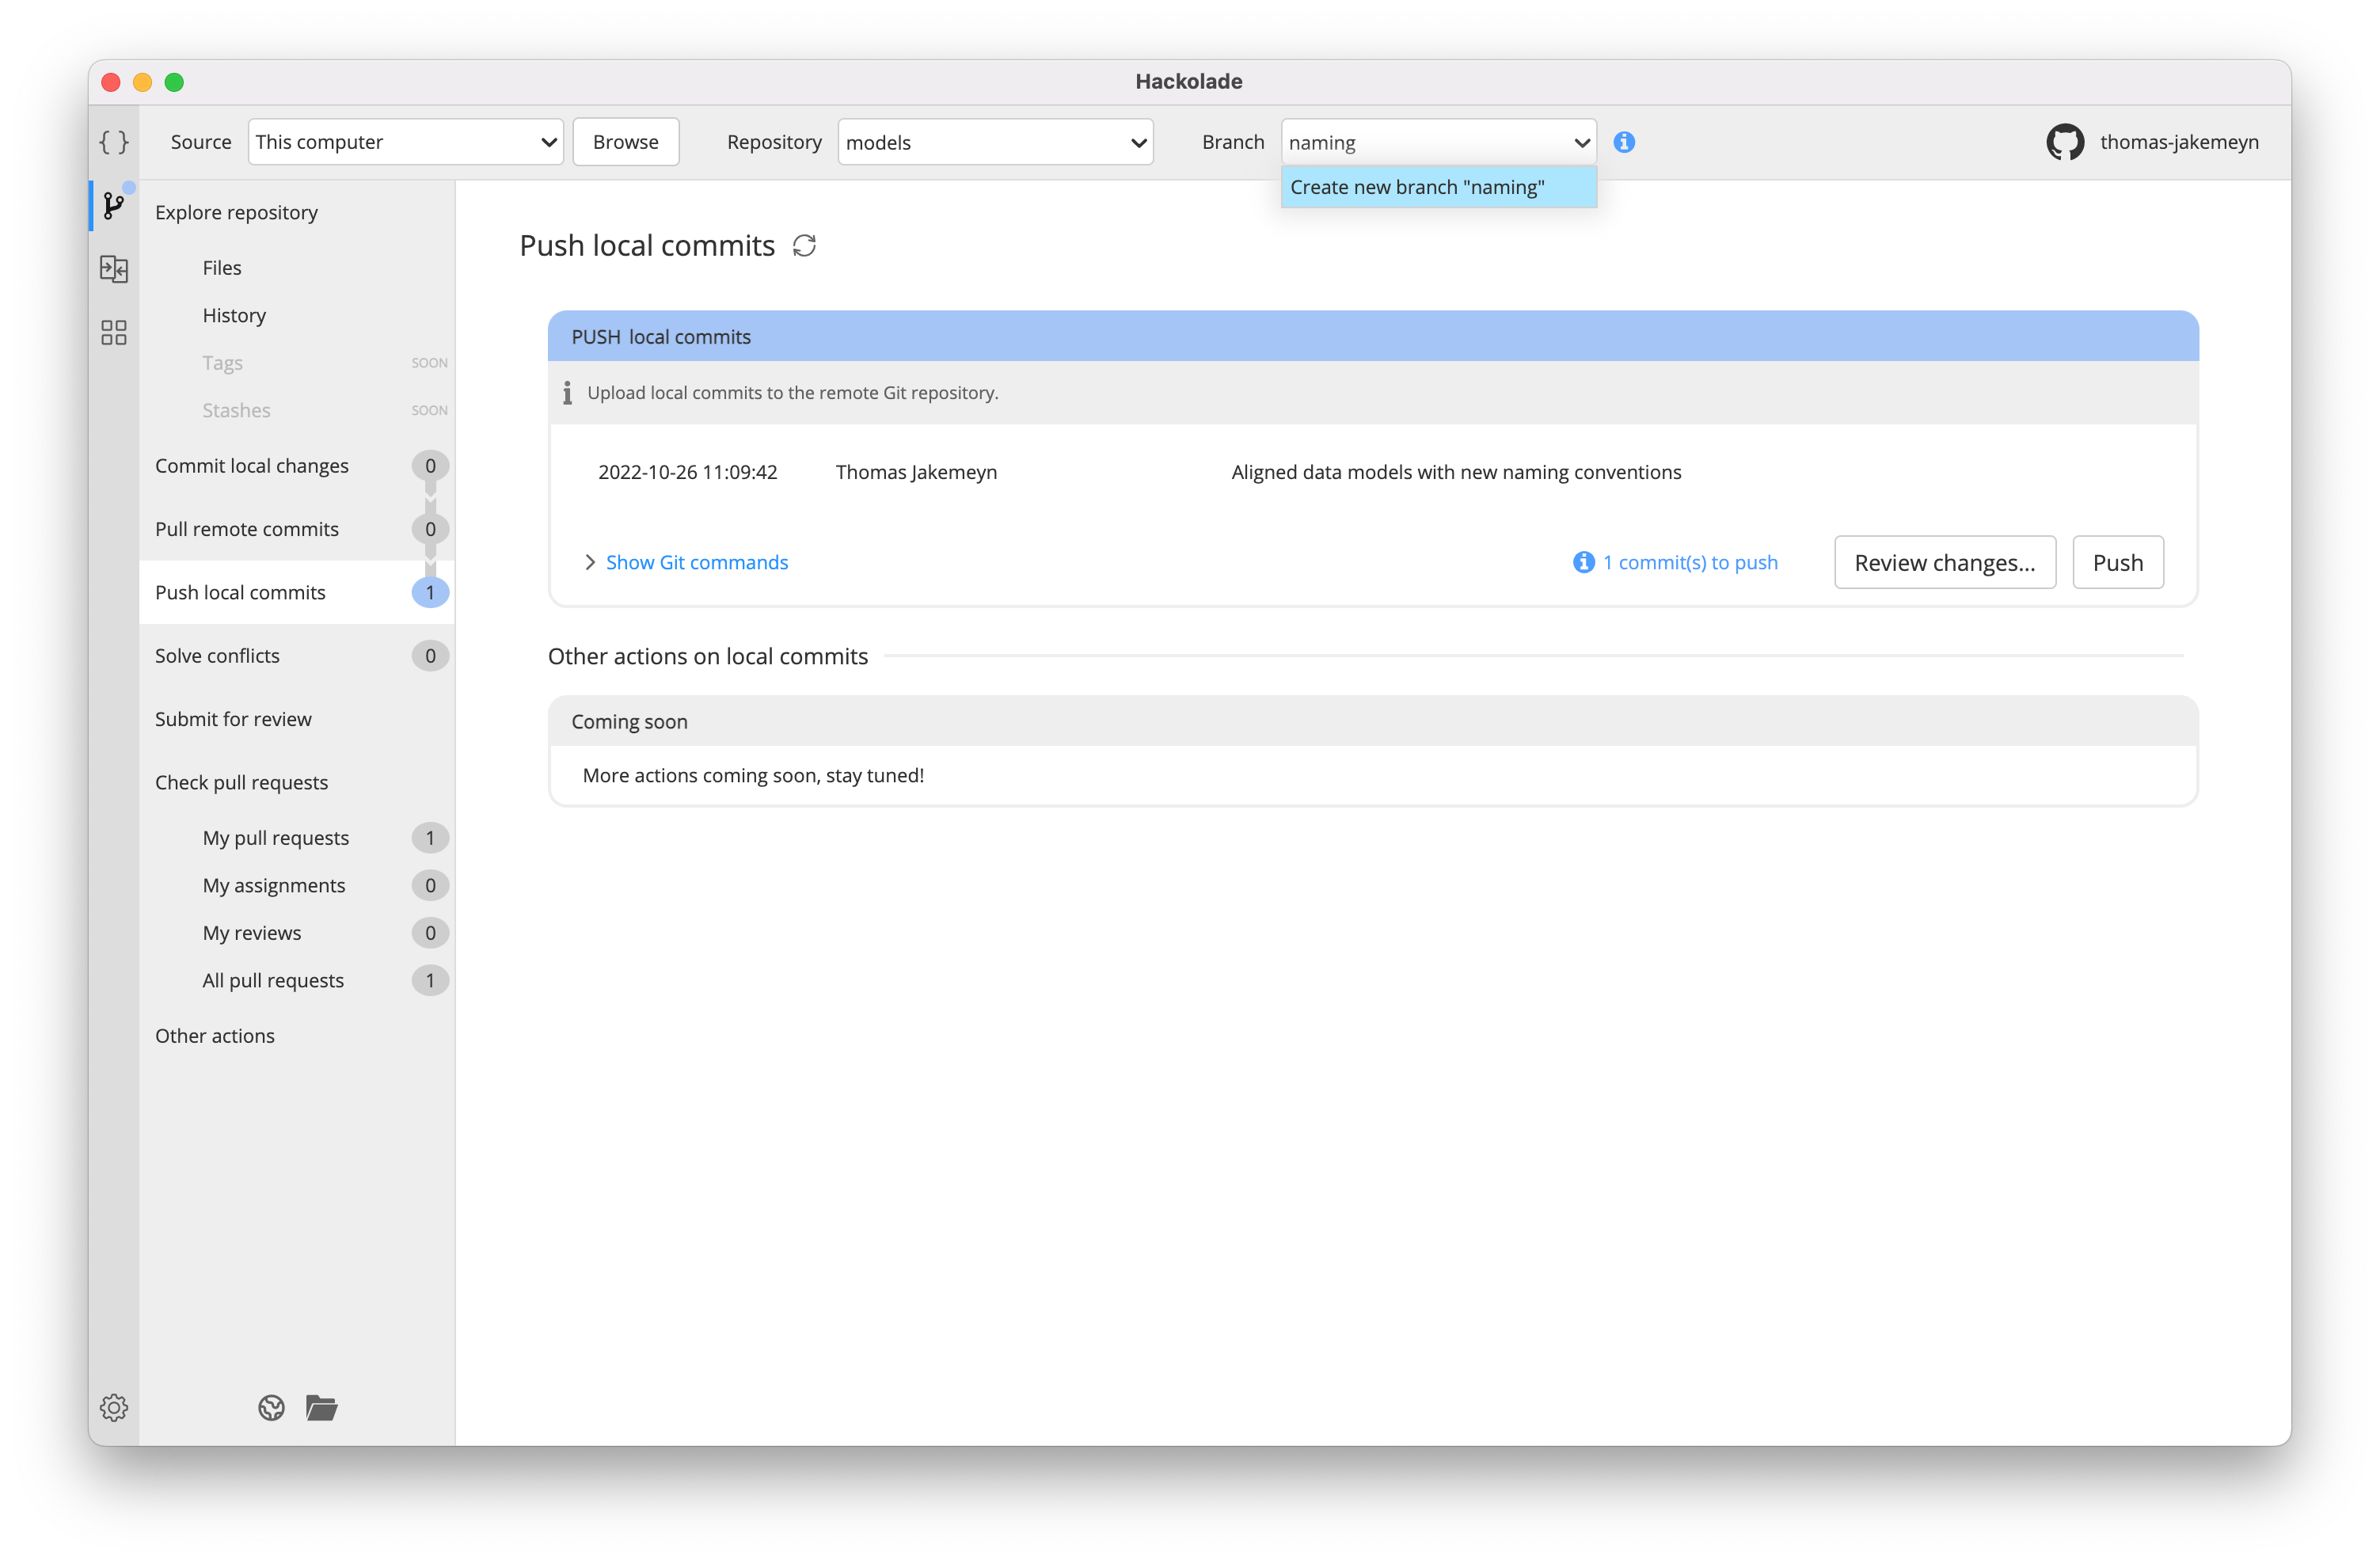 Hackolade
Source This computer Browse Repository models Branch naming thomas-jakemeyn
Create new branch "naming"
Explore repository
Files
History
Tags SOON
Stashes SOON
Commit local changes 0
Pull remote commits 0
Push local commits 1
Solve conflicts 0
Submit for review
Check pull requests
My pull requests 1
My assignments 0
My reviews 0
All pull requests 1
Other actions
Push local commits
PUSH local commits
Upload local commits to the remote Git repository.
2022-10-26 11:09:42 Thomas Jakemeyn Aligned data models with new naming conventions
Show Git commands 1 commit(s) to push Review changes... Push
Other actions on local commits
Coming soon
More actions coming soon, stay tuned!